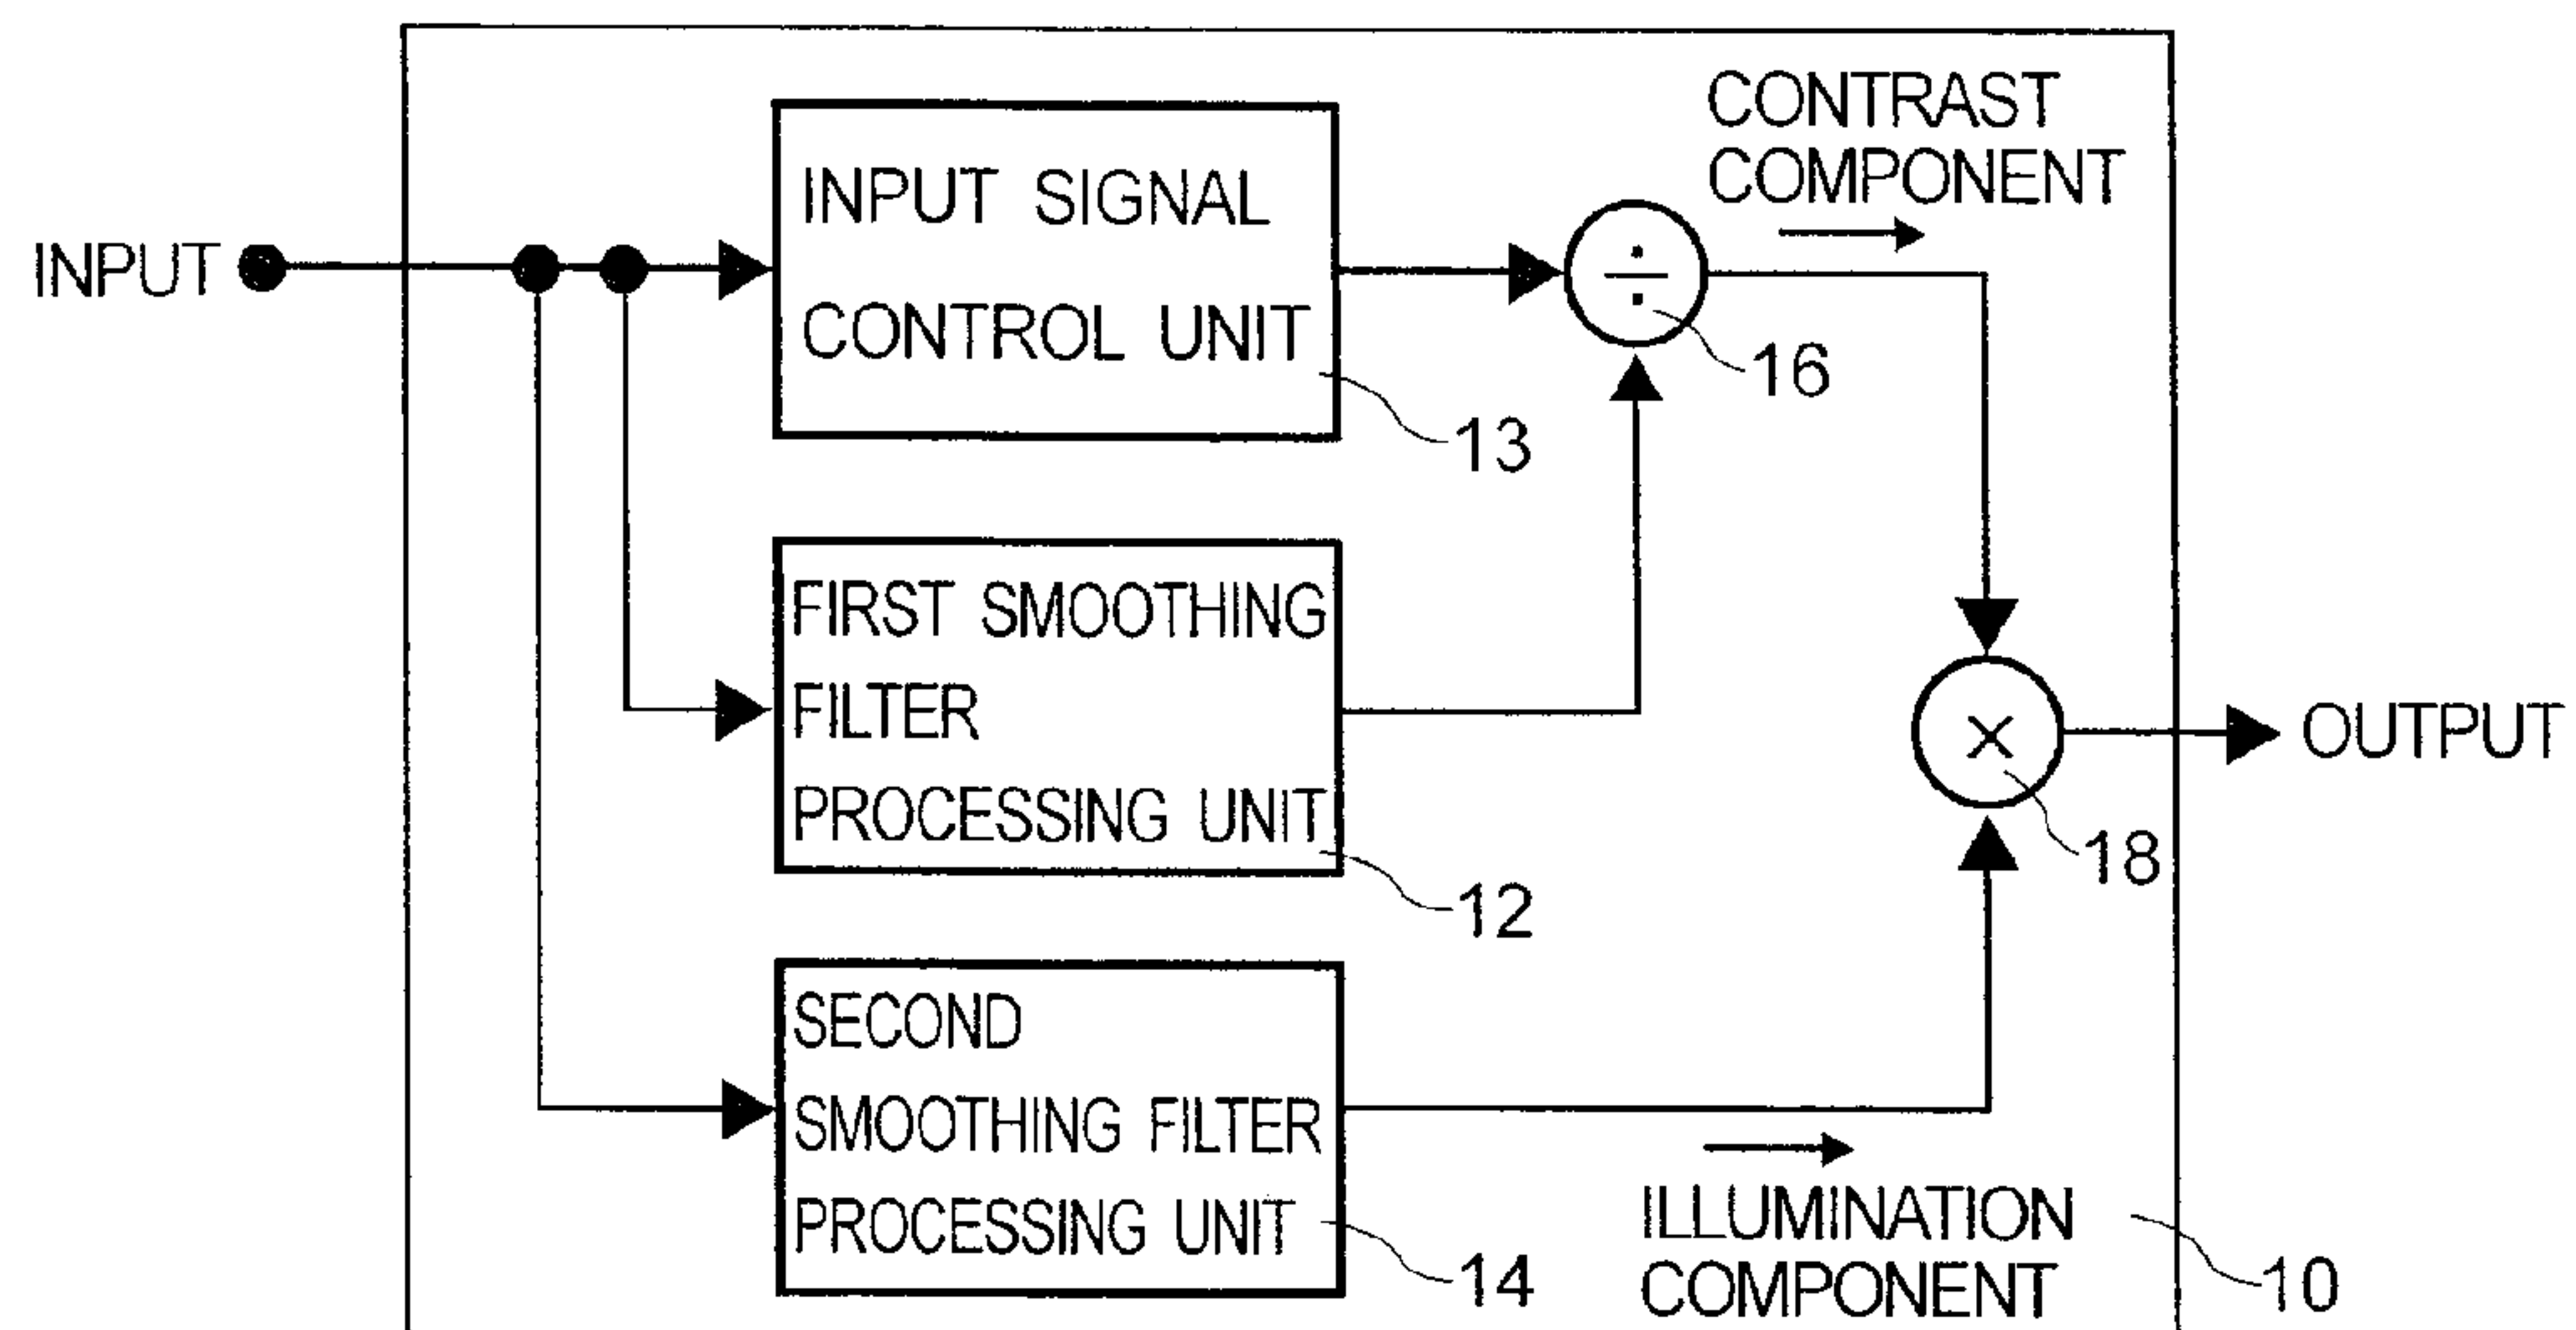 CONTRAST
COMPONENT
INPUT
INPUT SIGNAL
CONTROL UNIT
÷
16
13
FIRST SMOOTHING
FILTER
PROCESSING UNIT
12
×
OUTPUT
18
SECOND
SMOOTHING FILTER
PROCESSING UNIT
14
ILLUMINATION
COMPONENT
10